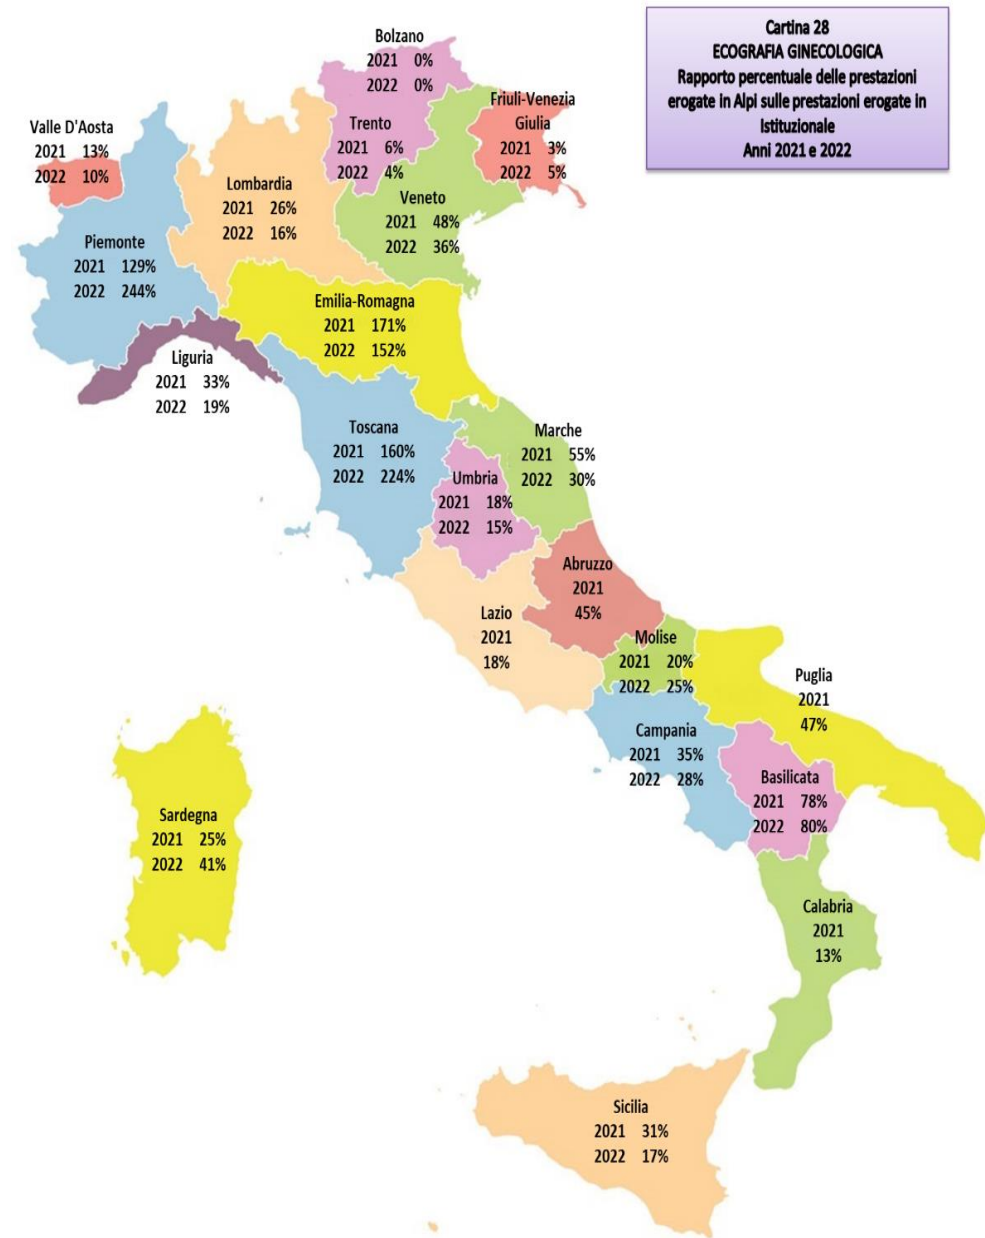 Cartina 28
ECOGRAFIA GINECOLOGICA
Rapporto percentuale delle prestazioni
erogate in Alpi sulle prestazioni erogate in
Istituzionale
Anni 2021 e 2022
Bolzano
2021 0%
2022 0%
Trento
2021 6%
2022 4%
Friuli-Venezia
Giulia
2021 3%
2022 5%
Valle D'Aosta
2021 13%
2022 10%
Lombardia
2021 26%
2022 16%
Veneto
2021 48%
2022 36%
Piemonte
2021 129%
2022 244%
Emilia-Romagna
2021 171%
2022 152%
Liguria
2021 33%
2022 19%
Toscana
2021 160%
2022 224%
Marche
2021 55%
2022 30%
Umbria
2021 18%
2022 15%
Abruzzo
2021
45%
Lazio
2021
18%
Molise
2021 20%
2022 25%
Puglia
2021
47%
Campania
2021 35%
2022 28%
Basilicata
2021 78%
2022 80%
Sardegna
2021 25%
2022 41%
Calabria
2021
13%
Sicilia
2021 31%
2022 17%